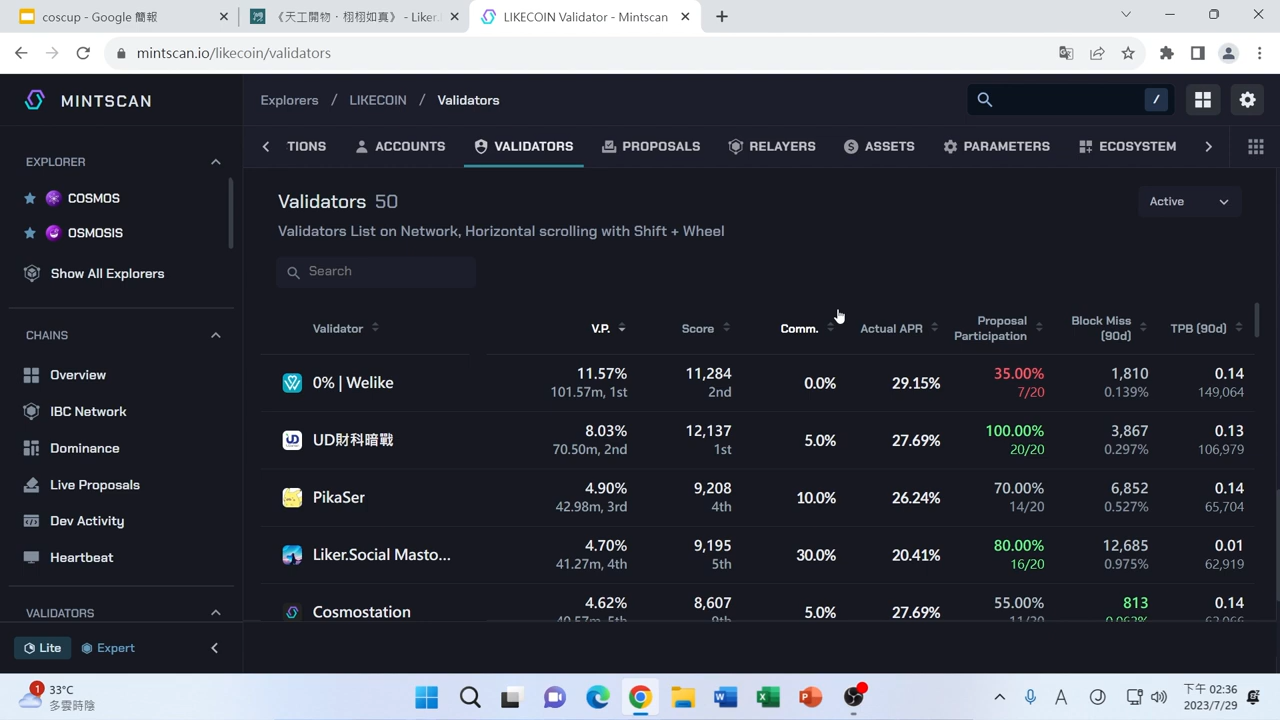 coscup - Google 簡報
《天工開物·栩栩如真》 - Liker.
LIKECOIN Validator - Mintscan
mintscan.io/likecoin/validators
MINTSCAN
Explorers / LIKECOIN / Validators
/
TIONS
ACCOUNTS
VALIDATORS
PROPOSALS
RELAYERS
ASSETS
PARAMETERS
ECOSYSTEM
EXPLORER
COSMOS
OSMOSIS
Show All Explorers
CHAINS
Overview
IBC Network
Dominance
Live Proposals
Dev Activity
Heartbeat
VALIDATORS
Lite
Expert
Validators 50
Active
Validators List on Network, Horizontal scrolling with Shift + Wheel
Search
Validator V.P. Score Comm. Actual APR Proposal Participation Block Miss (90d) TPB (90d)
0% | Welike 11.57% 11,284 0.0% 29.15% 35.00% 1,810 0.14
101.57m, 1st 2nd 7/20 0.139% 149,064
UD財科暗戰 8.03% 12,137 5.0% 27.69% 100.00% 3,867 0.13
70.50m, 2nd 1st 20/20 0.297% 106,979
PikaSer 4.90% 9,208 10.0% 26.24% 70.00% 6,852 0.14
42.98m, 3rd 4th 14/20 0.527% 65,704
Liker.Social Masto... 4.70% 9,195 30.0% 20.41% 80.00% 12,685 0.01
41.27m, 4th 5th 16/20 0.975% 62,919
Cosmostation 4.62% 8,607 5.0% 27.69% 55.00% 813 0.14
40.57m, 5th 9th 11/20 0.062% 62,066
1
33°C
多雲時陰
A
下午 02:36
2023/7/29